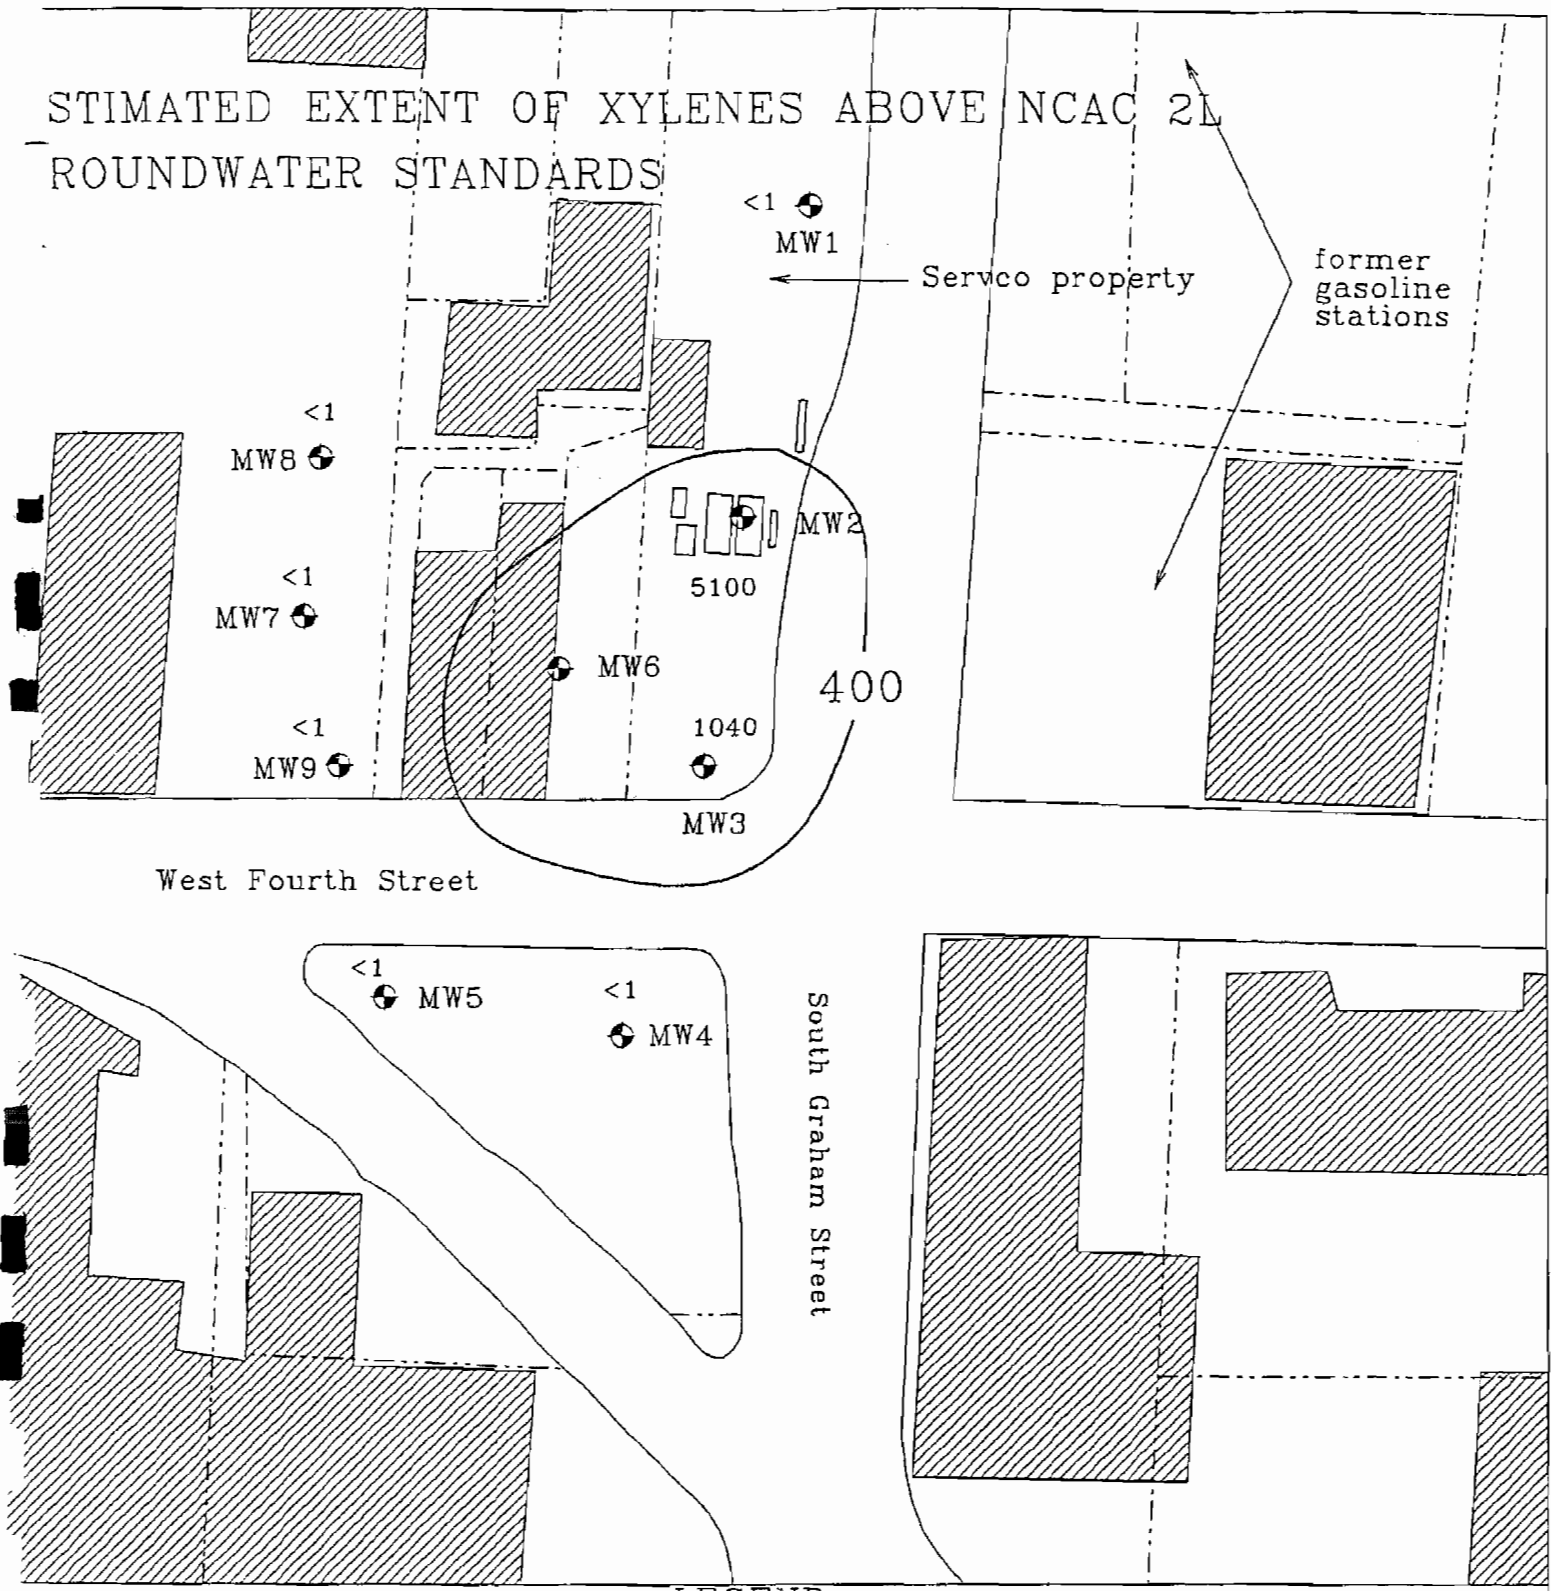 STIMATED EXTENT OF XYLENES ABOVE NCAC 2L
ROUNDWATER STANDARDS
<1
MW1
Servco property
former
gasoline
stations
<1
MW8
MW2
5100
<1
MW7
MW6
400
1040
<1
MW9
MW3
West Fourth Street
<1
MW5
<1
MW4
South Graham Street